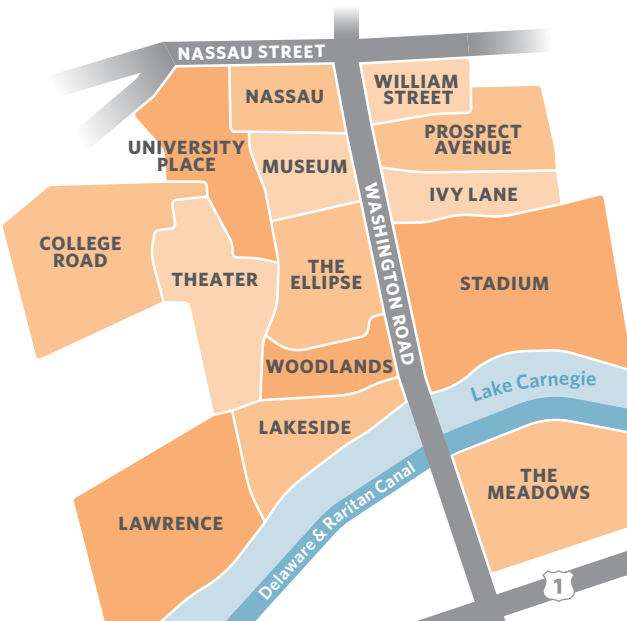 NASSAU STREET
NASSAU
WILLIAM
STREET
UNIVERSITY
PLACE
MUSEUM
PROSPECT
AVENUE
IVY LANE
WASHINGTON ROAD
COLLEGE
ROAD
THEATER
THE
ELLIPSE
STADIUM
WOODLANDS
Lake Carnegie
LAKESIDE
THE
MEADOWS
LAWRENCE
Delaware & Raritan Canal
1